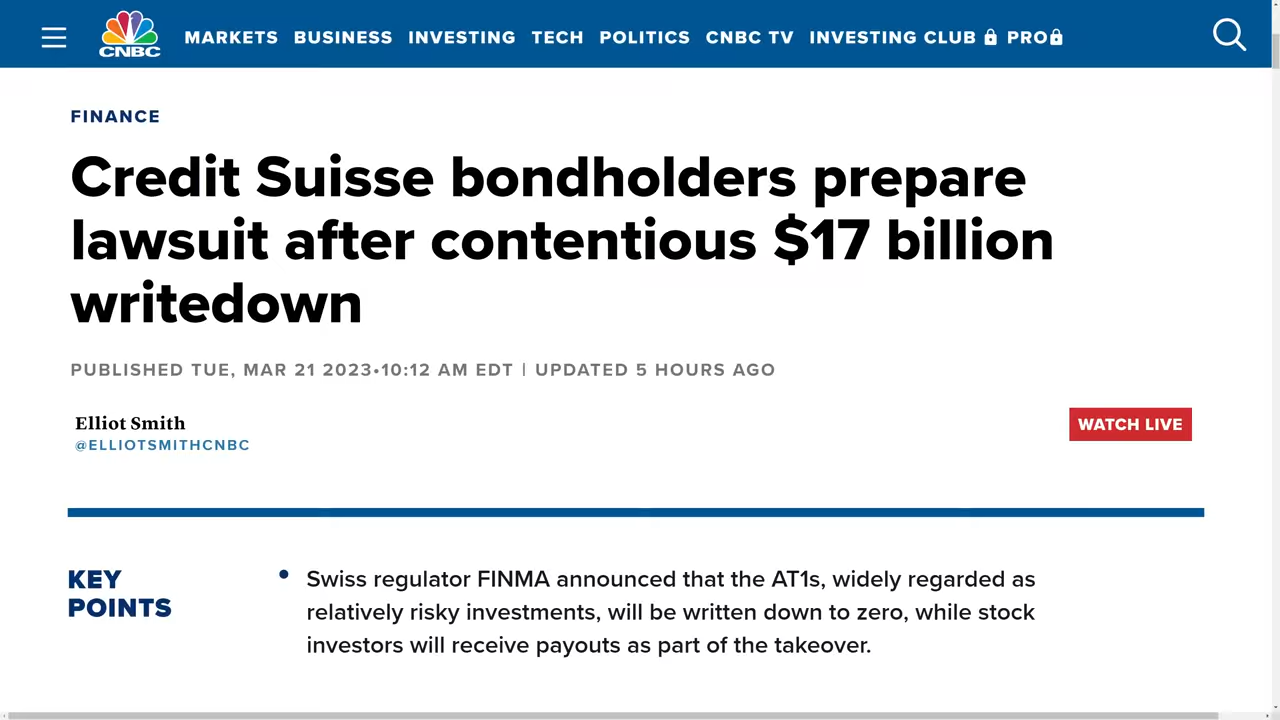 CNBC
MARKETS BUSINESS INVESTING TECH POLITICS CNBC TV INVESTING CLUB PRO
FINANCE
Credit Suisse bondholders prepare
lawsuit after contentious $17 billion
writedown
PUBLISHED TUE, MAR 21 2023•10:12 AM EDT | UPDATED 5 HOURS AGO
Elliot Smith
@ELLIOTSMITHCNBC
WATCH LIVE
KEY
POINTS
• Swiss regulator FINMA announced that the AT1s, widely regarded as
relatively risky investments, will be written down to zero, while stock
investors will receive payouts as part of the takeover.